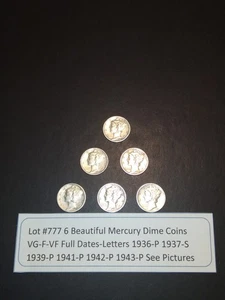 Lot #777 6 Beautiful Mercury Dime Coins
VG-F-VF Full Dates-Letters 1936-P 1937-S
1939-P 1941-P 1942-P 1943-P See Pictures